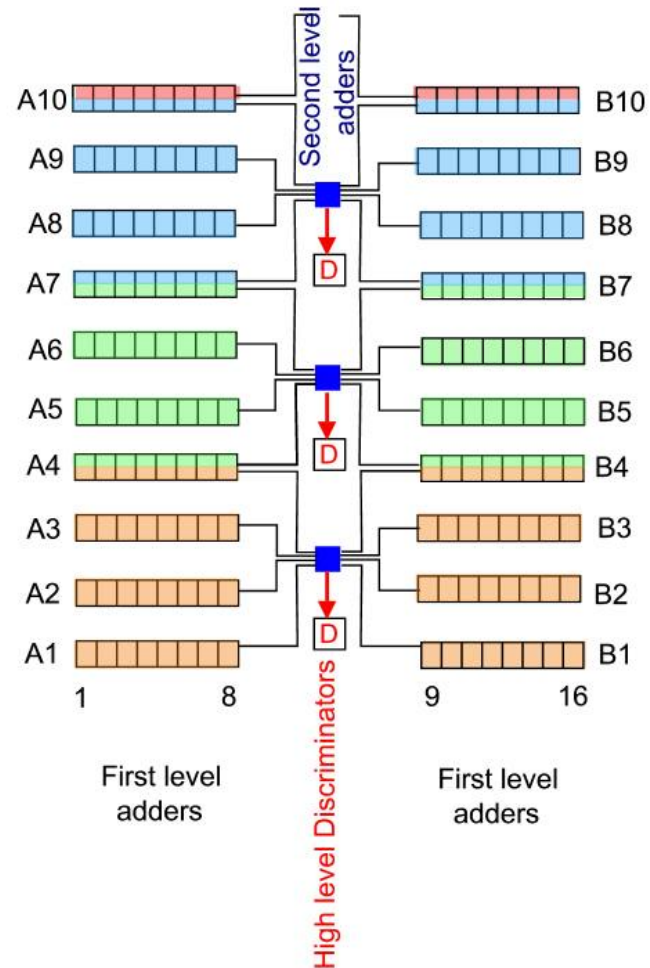 Second level
adders
A10 B10
A9 B9
A8 B8
D
A7 B7
A6 B6
A5 B5
D
A4 B4
A3 B3
A2 B2
D
A1 B1
1 8 9 16
First level
adders
High level Discriminators
First level
adders